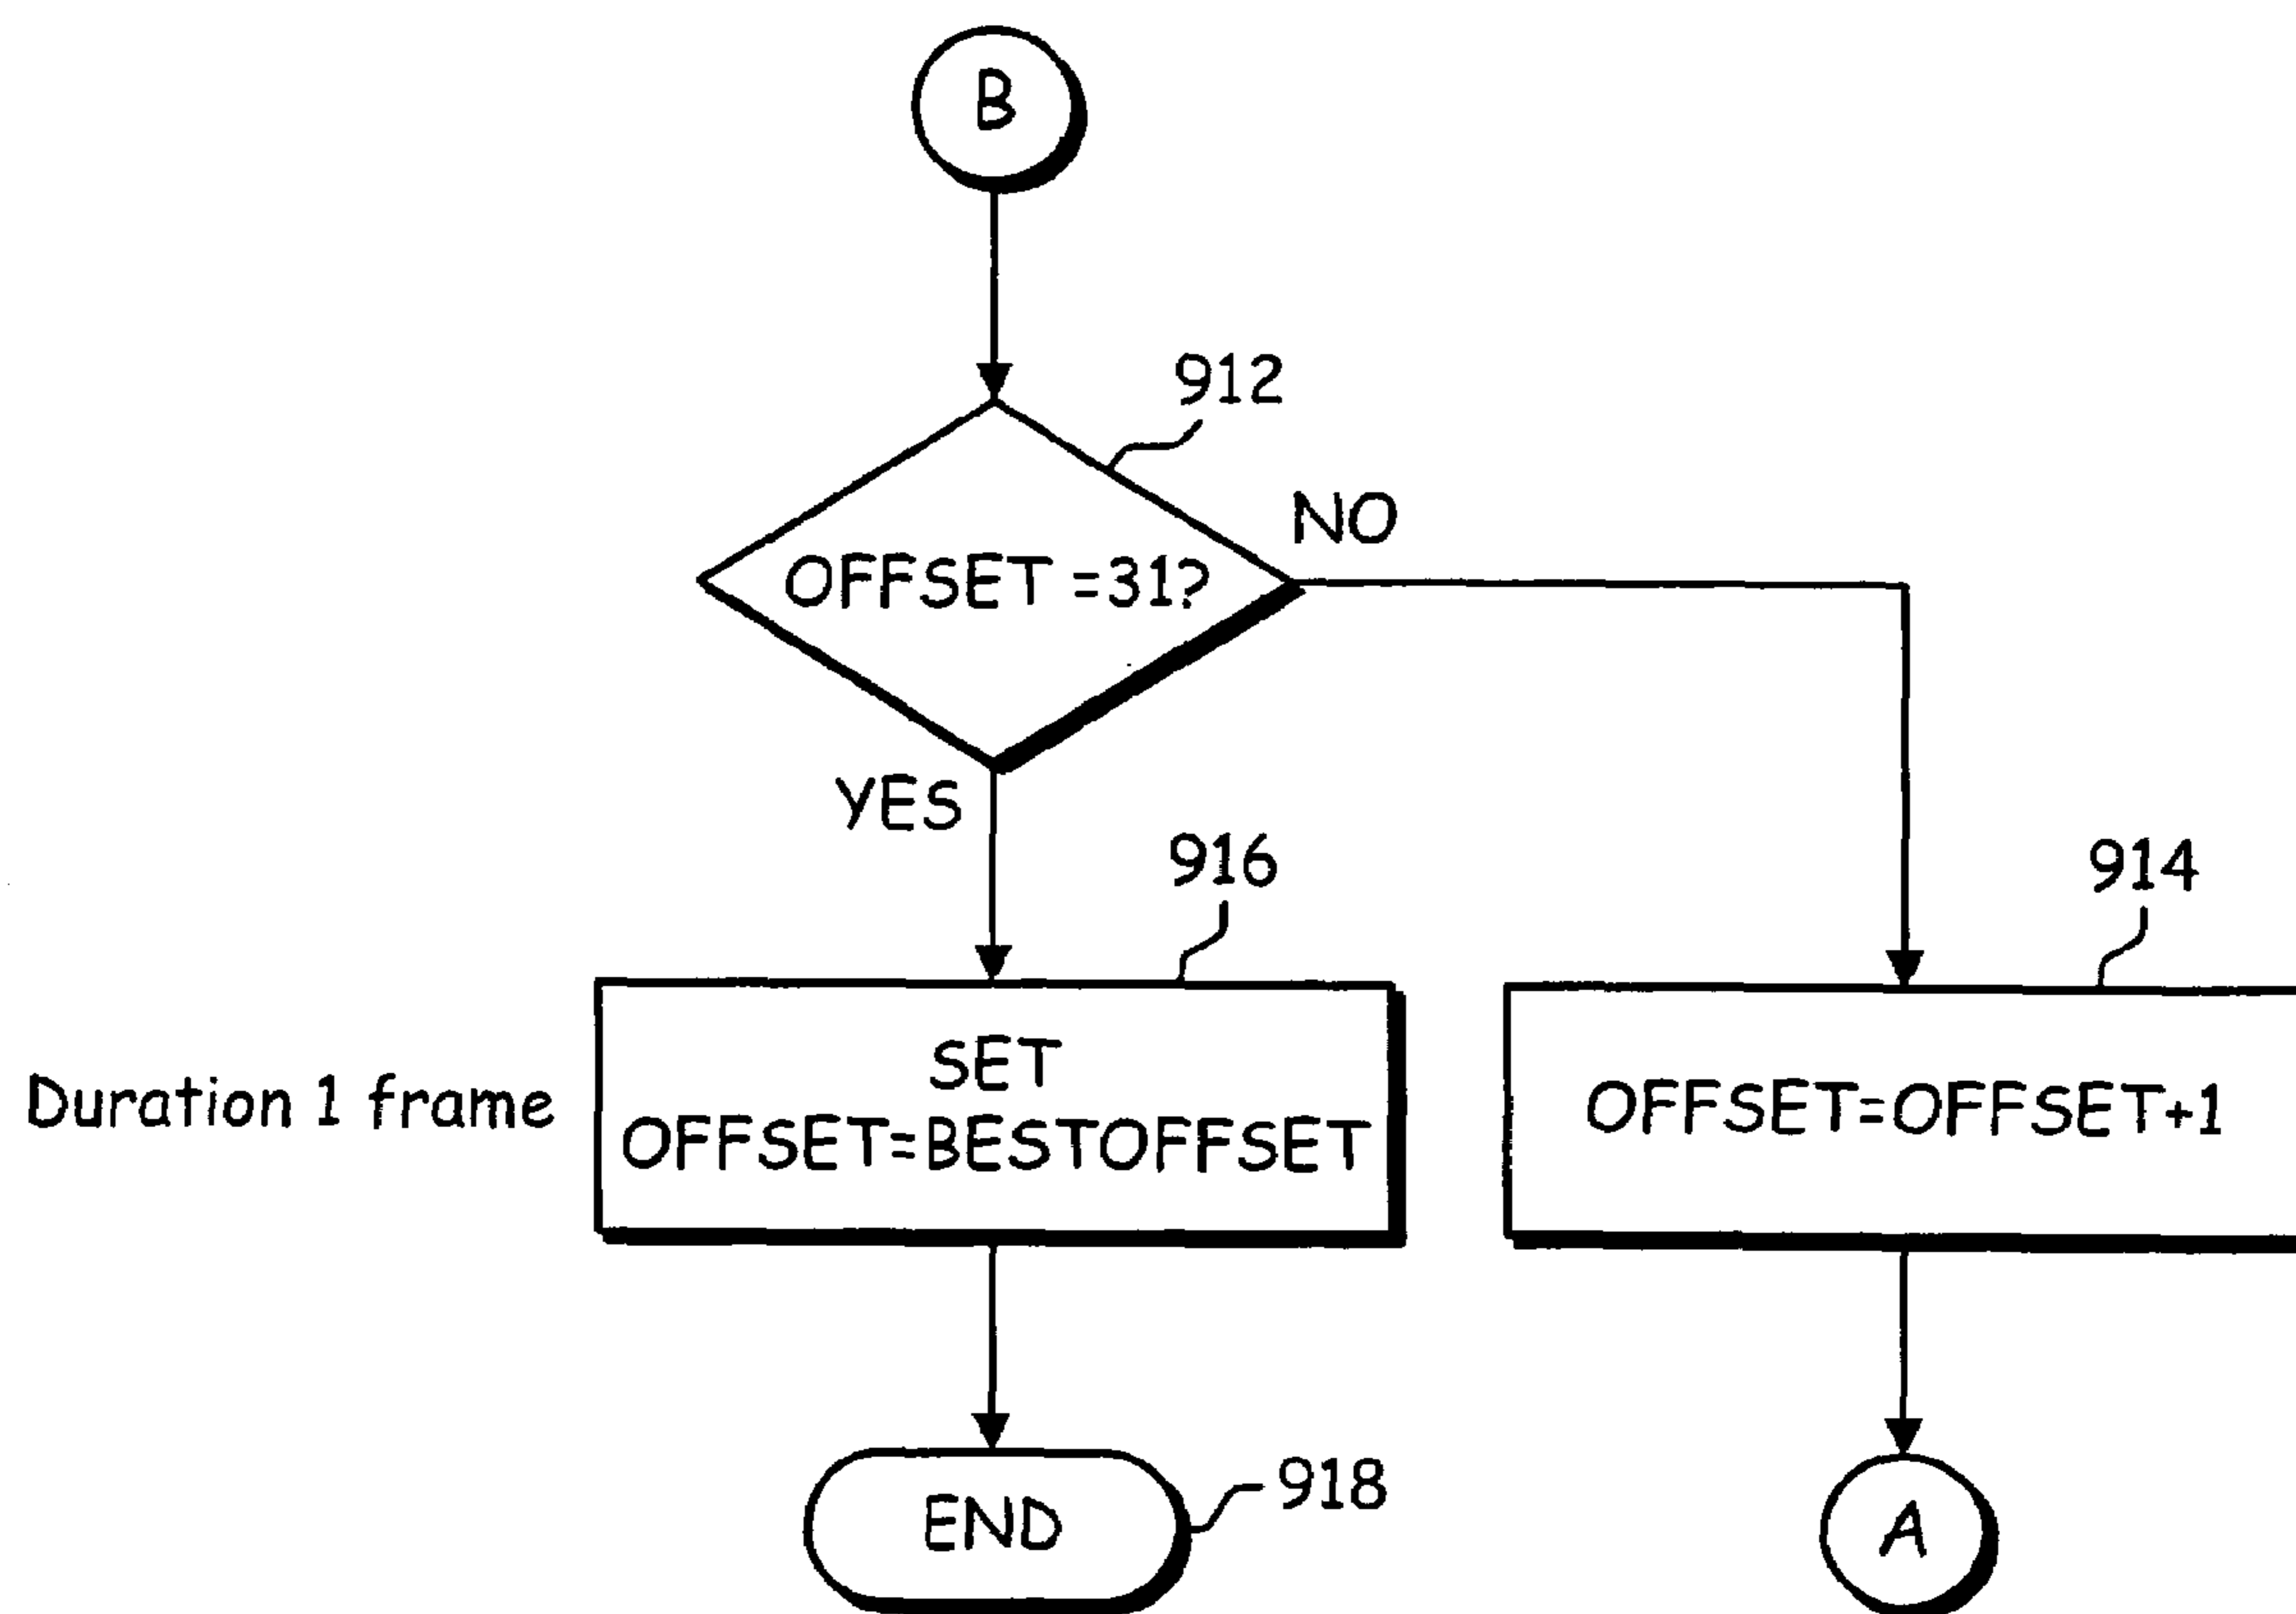 B
912
NO
OFFSET =31?
YES
916
914
SET
OFFSET=BESTOFFSET
Duration 1 frame
OFFSET=OFFSET+1
END
918
A